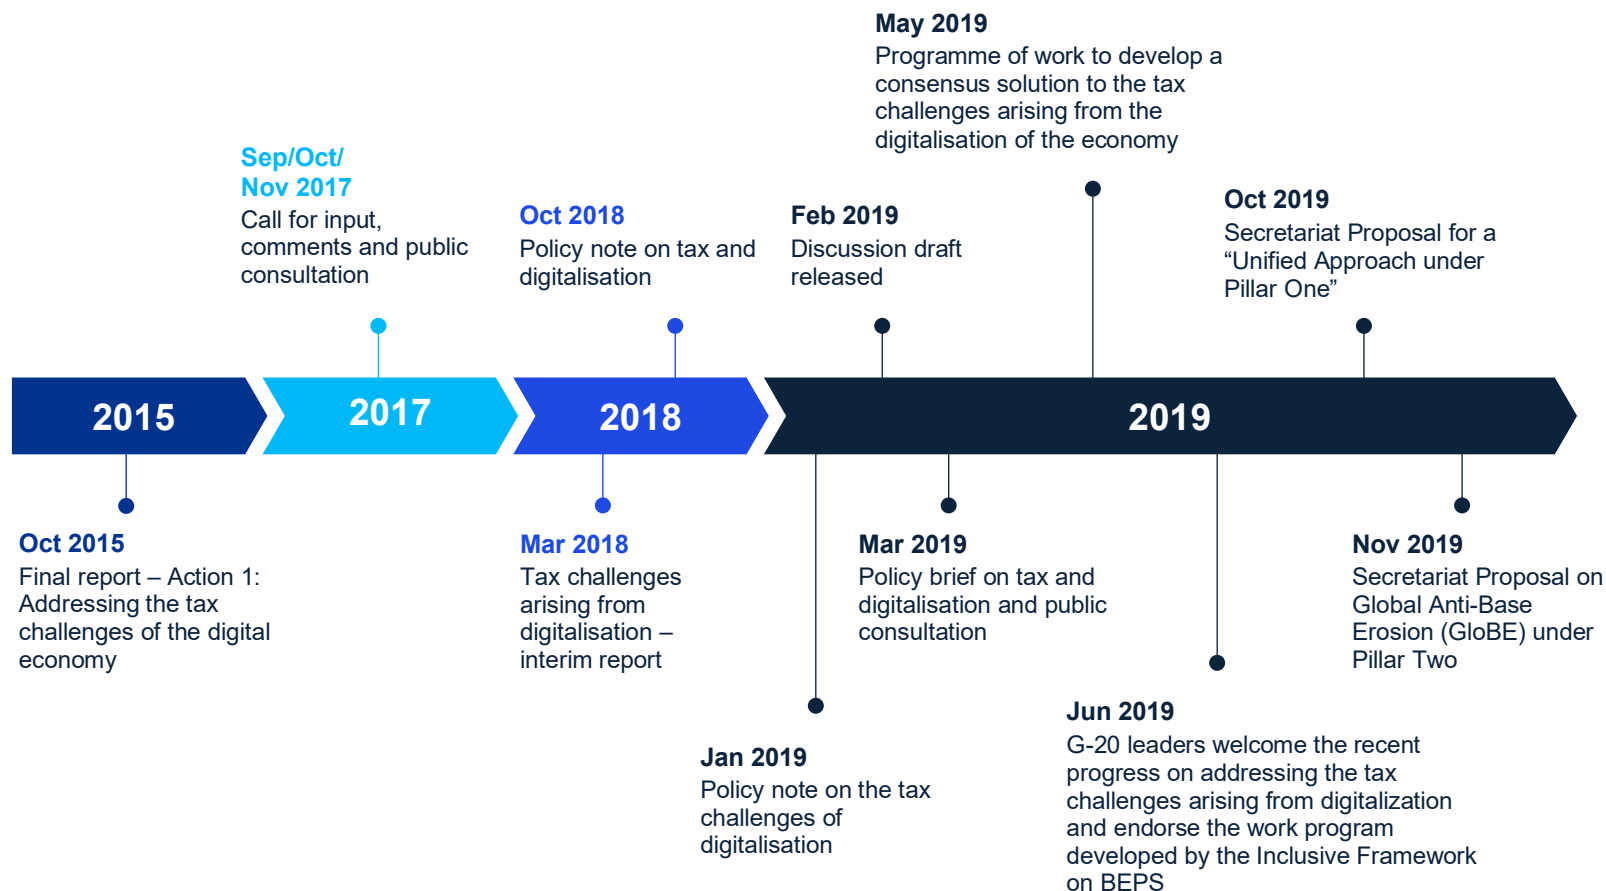 May 2019
Programme of work to develop a
consensus solution to the tax
challenges arising from the
digitalisation of the economy
Sep/Oct/
Nov 2017
Call for input,
comments and public
consultation
Oct 2018
Policy note on tax and
digitalisation
Feb 2019
Discussion draft
released
Oct 2019
Secretariat Proposal for a
“Unified Approach under
Pillar One”
2015
2017
2018
2019
Oct 2015
Final report – Action 1:
Addressing the tax
challenges of the digital
economy
Mar 2018
Tax challenges
arising from
digitalisation –
interim report
Jan 2019
Policy note on the tax
challenges of
digitalisation
Mar 2019
Policy brief on tax and
digitalisation and public
consultation
Jun 2019
G-20 leaders welcome the recent
progress on addressing the tax
challenges arising from digitalization
and endorse the work program
developed by the Inclusive Framework
on BEPS
Nov 2019
Secretariat Proposal on
Global Anti-Base
Erosion (GloBE) under
Pillar Two